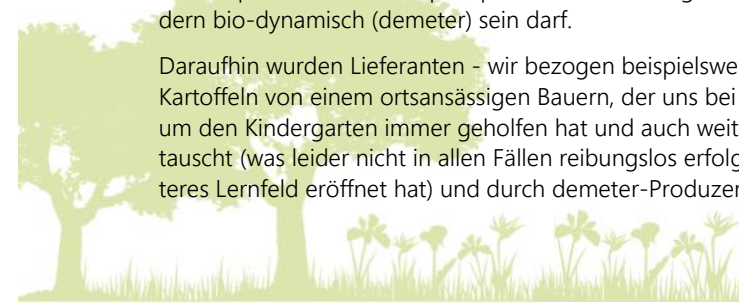 dern bio-dynamisch (demeter) sein darf.
Daraufhin wurden Lieferanten - wir bezogen beispielswe
Kartoffeln von einem ortsansässigen Bauern, der uns bei
um den Kindergarten immer geholfen hat und auch weit
tauscht (was leider nicht in allen Fällen reibungslos erfolg
teres Lernfeld eröffnet hat) und durch demeter-Produzer